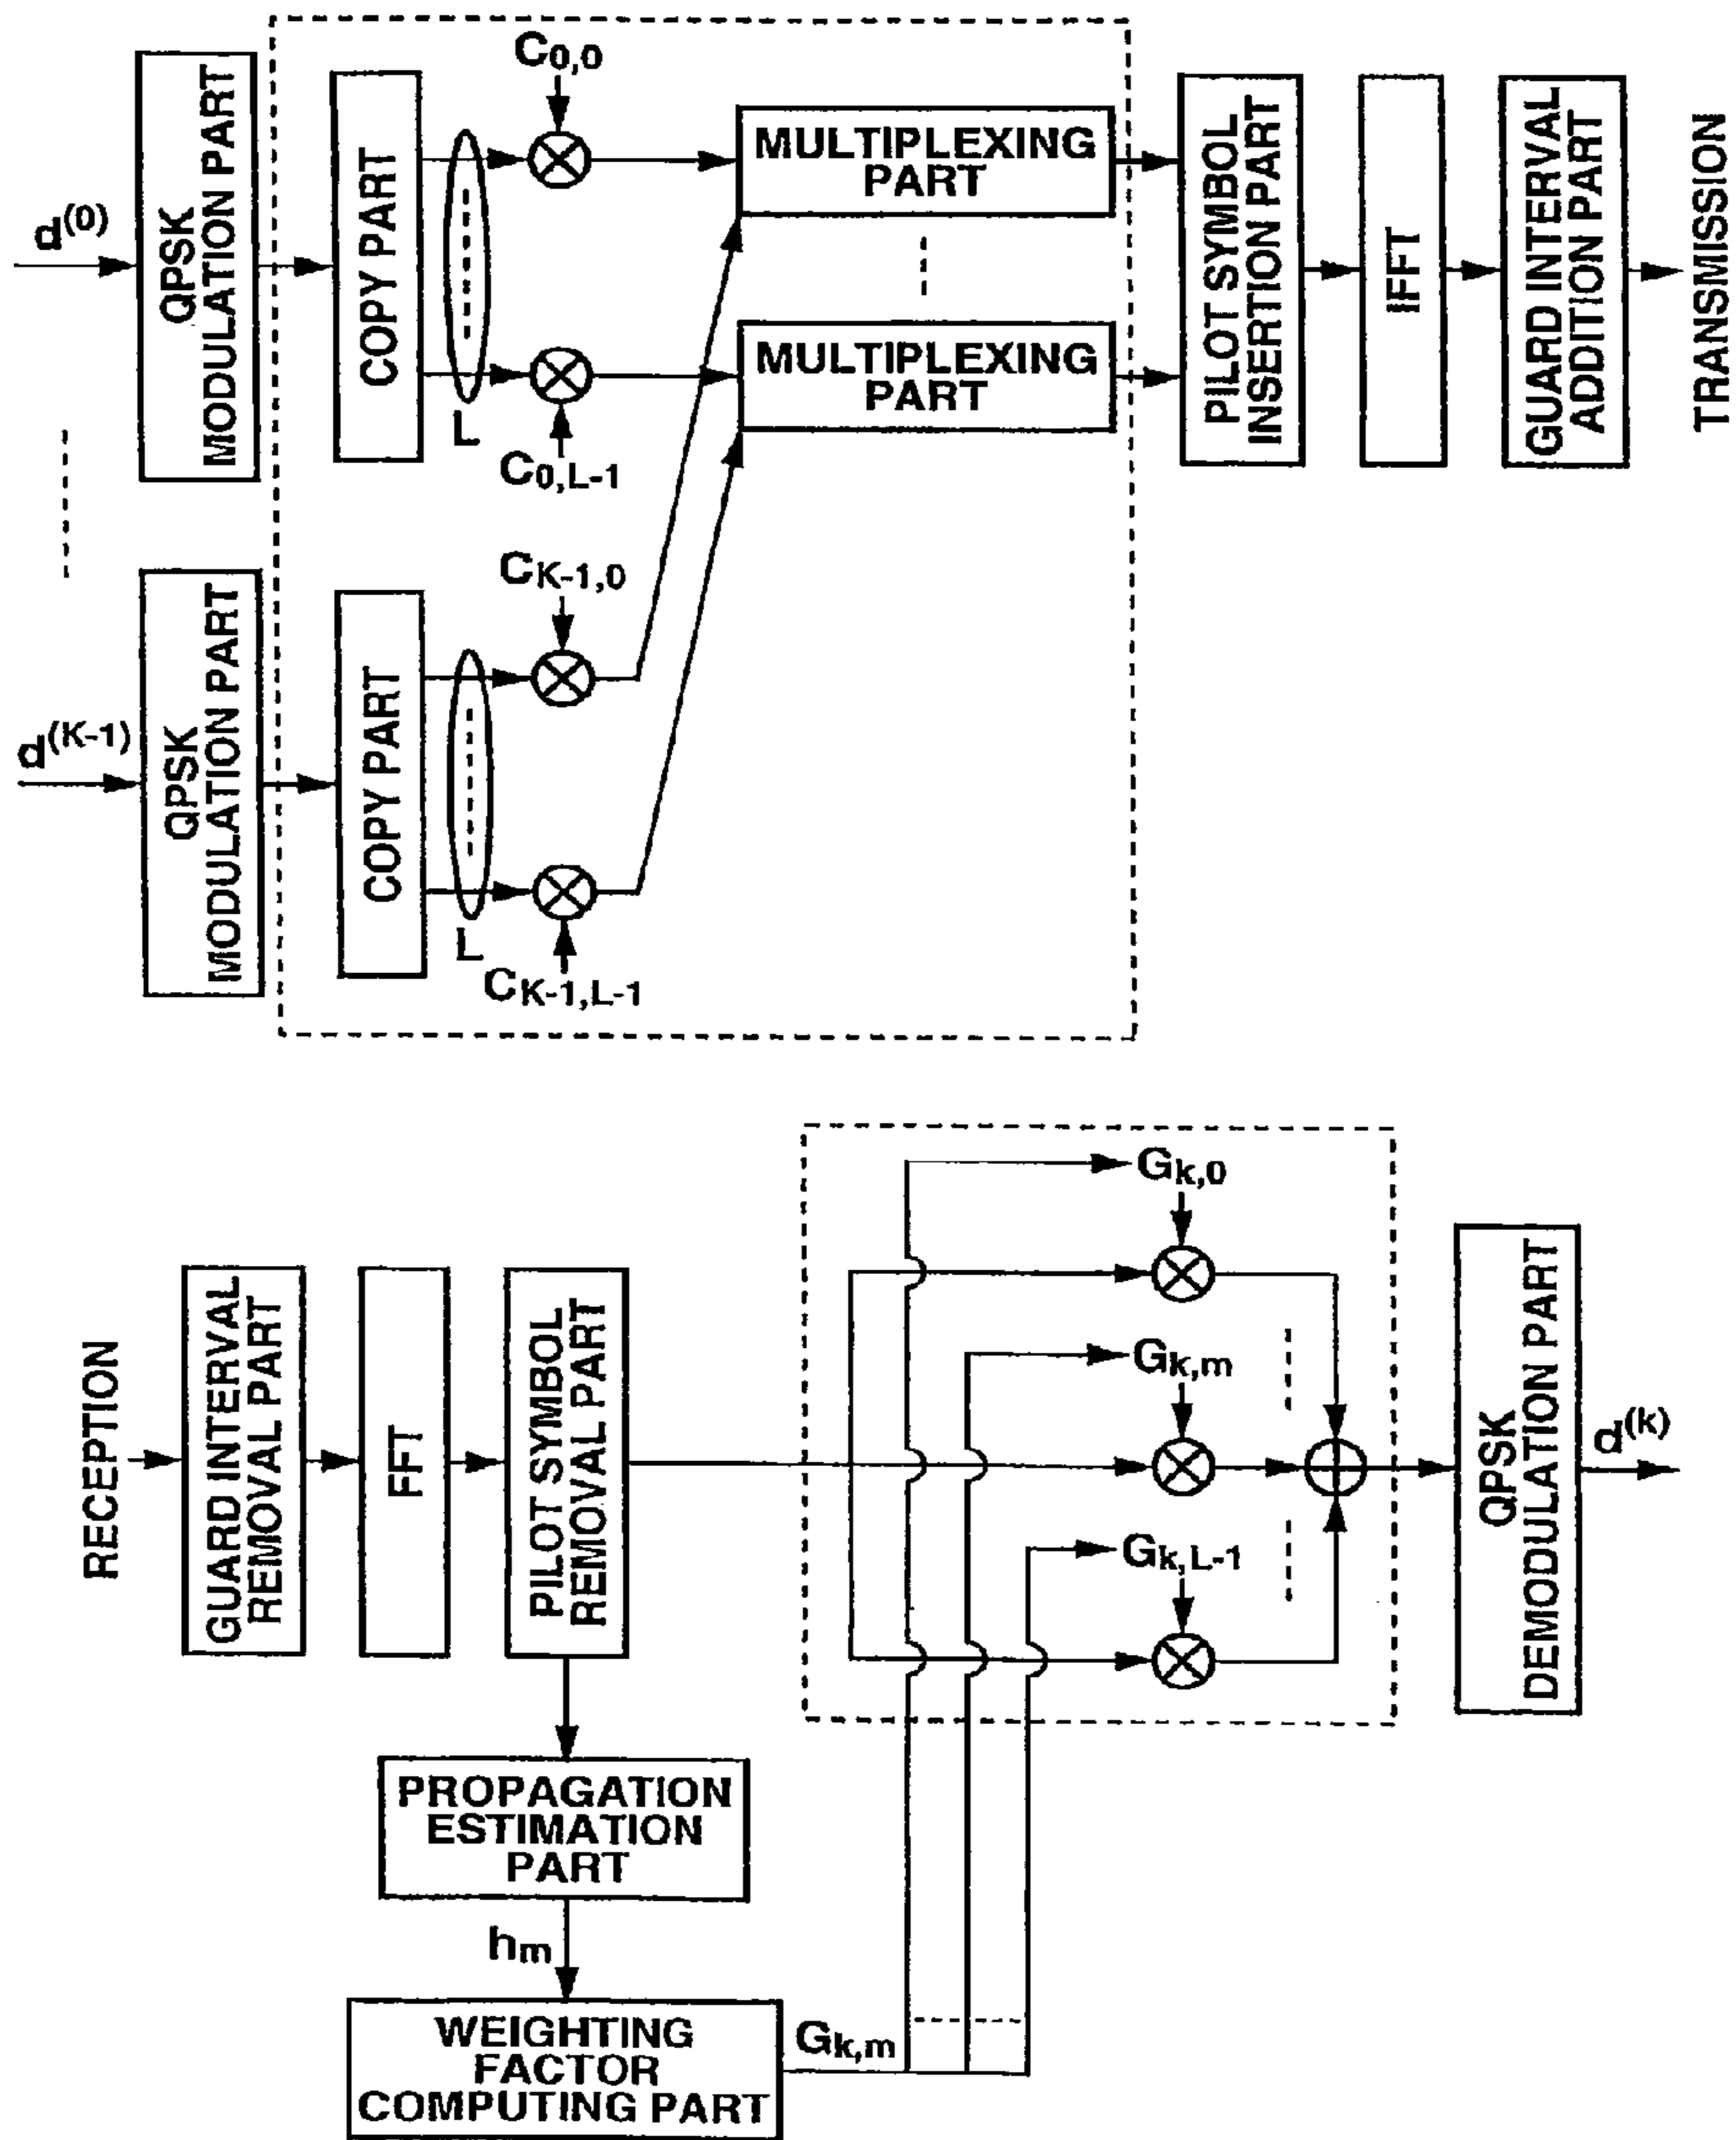 d(0)
QPSK
MODULATION PART
COPY PART
L
C0,0
C0,L-1
MULTIPLEXING
PART
MULTIPLEXING
PART
PILOT SYMBOL
INSERTION PART
IFFT
GUARD INTERVAL
ADDITION PART
TRANSMISSION
d(K-1)
QPSK
MODULATION PART
COPY PART
L
CK-1,0
CK-1,L-1
RECEPTION
GUARD INTERVAL
REMOVAL PART
FFT
PILOT SYMBOL
REMOVAL PART
Gk,0
Gk,m
Gk,L-1
QPSK
DEMODULATION PART
d(k)
PROPAGATION
ESTIMATION
PART
hm
WEIGHTING
FACTOR
COMPUTING PART
Gk,m